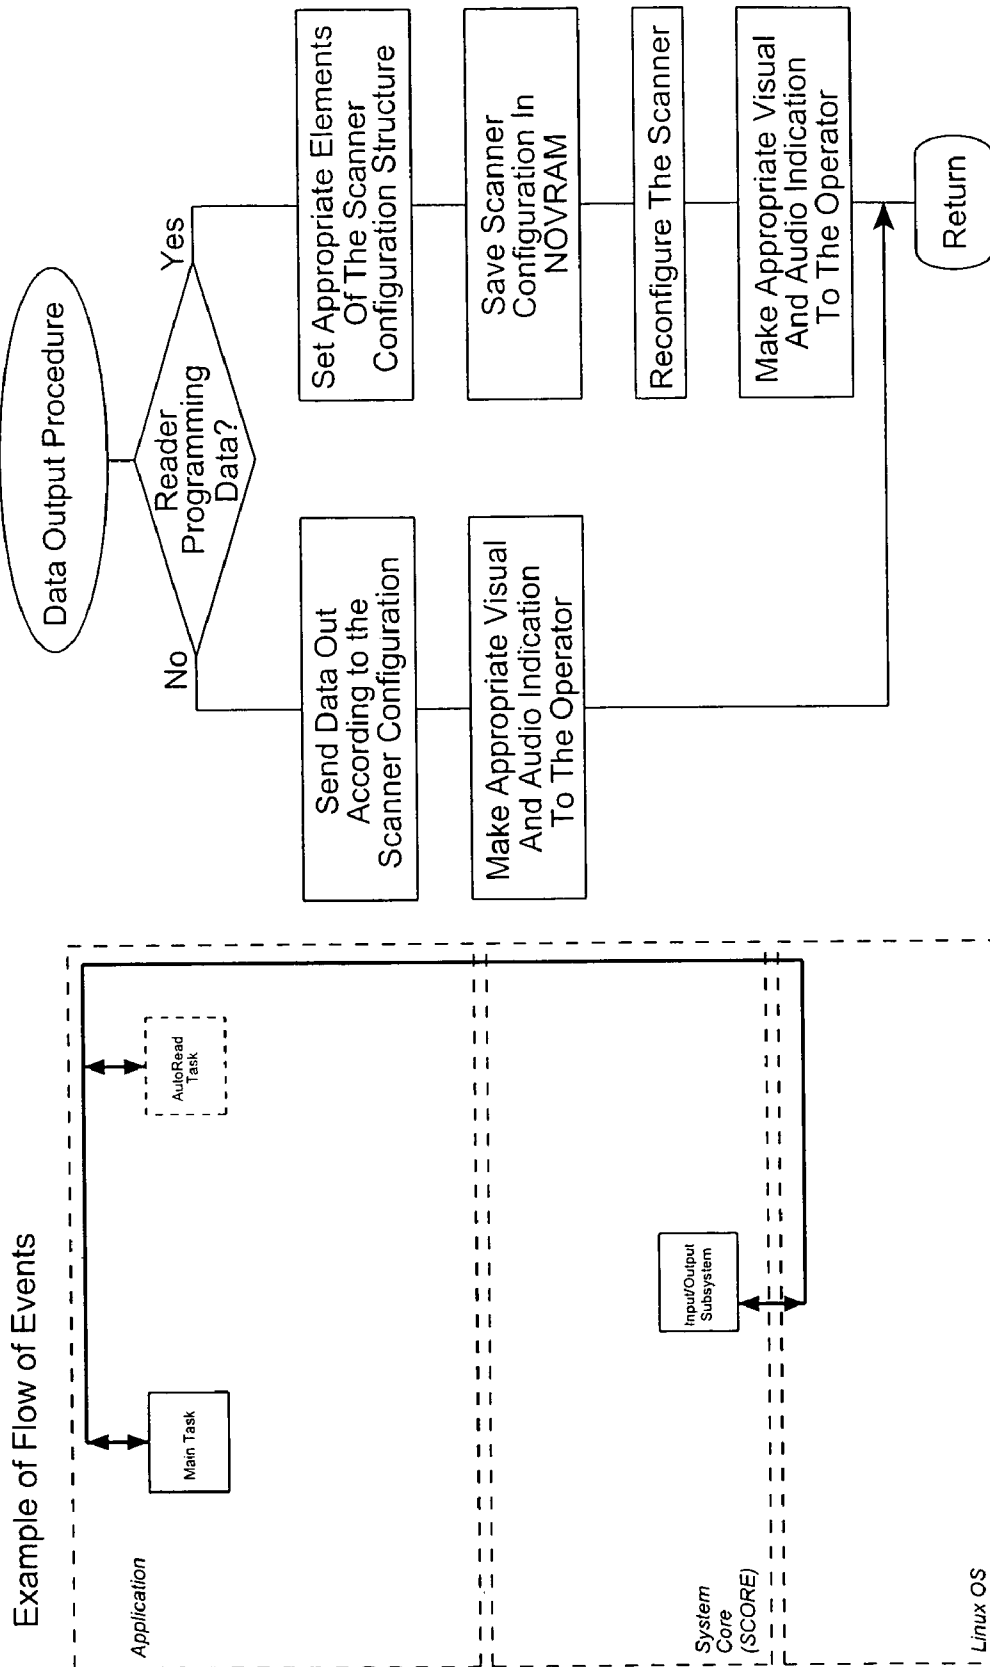 Example of Flow of Events
Application
Main Task
AutoRead
Task
System
Core
(SCORE)
Input/Output
Subsystem
Linux OS
Data Output Procedure
Reader
Programming
Data?
No
Yes
Send Data Out
According to the
Scanner Configuration
Make Appropriate Visual
And Audio Indication
To The Operator
Set Appropriate Elements
Of The Scanner
Configuration Structure
Save Scanner
Configuration In
NOVRAM
Reconfigure The Scanner
Make Appropriate Visual
And Audio Indication
To The Operator
Return